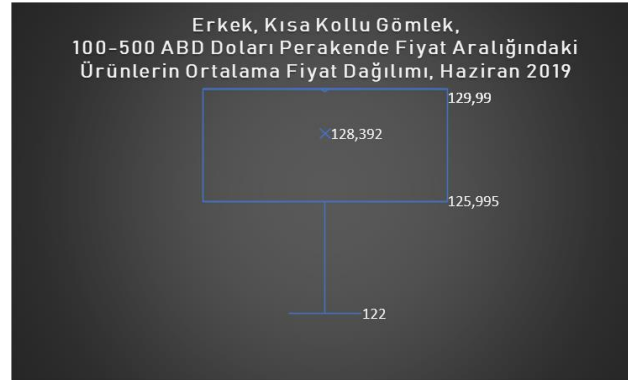 Erkek, Kısa Kollu Gömlek,
100-500 ABD Doları Perakende Fiyat Aralığındaki
Ürünlerin Ortalama Fiyat Dağılımı, Haziran 2019
129,99
128,392
125,995
122